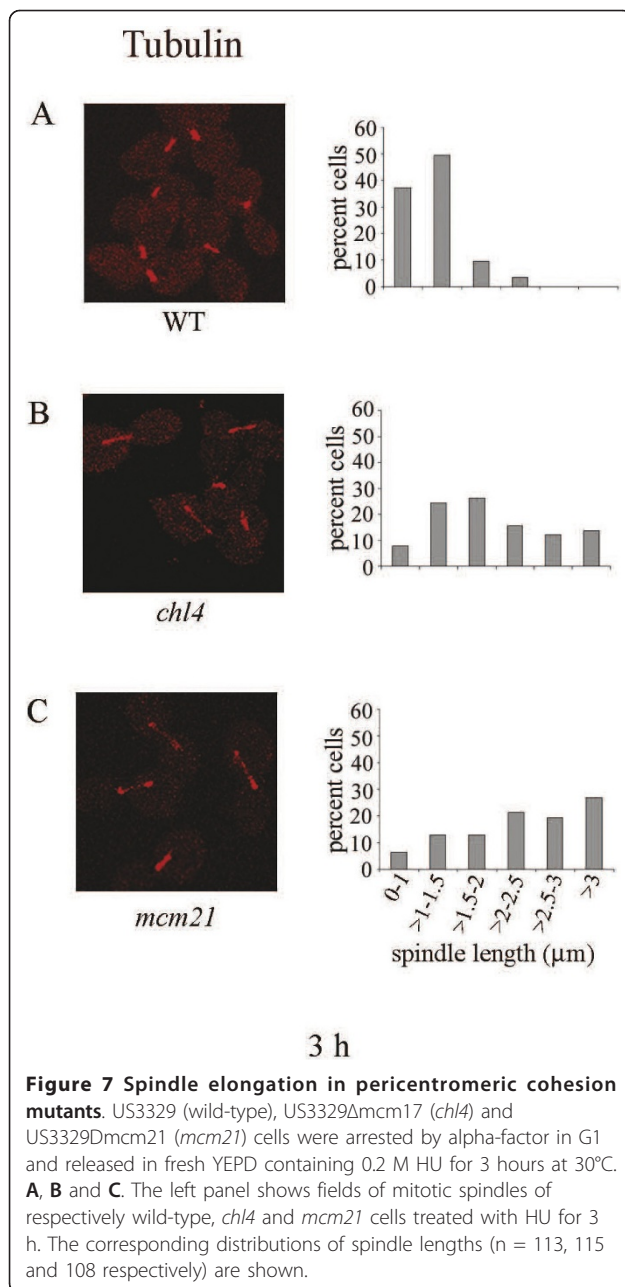 Tubulin
A
percent cells
60
50
40
30
20
10
0
WT
B
percent cells
60
50
40
30
20
10
0
chl4
C
percent cells
60
50
40
30
20
10
0
0-1
>1-1.5
>1.5-2
>2-2.5
>2.5-3
>3
mcm21
spindle length (µm)
3 h
Figure 7 Spindle elongation in pericentromeric cohesion
mutants. US3329 (wild-type), US3329Δmcm17 (chl4) and
US3329Dmcm21 (mcm21) cells were arrested by alpha-factor in G1
and released in fresh YEPD containing 0.2 M HU for 3 hours at 30°C.
A, B and C. The left panel shows fields of mitotic spindles of
respectively wild-type, chl4 and mcm21 cells treated with HU for 3
h. The corresponding distributions of spindle lengths (n = 113, 115
and 108 respectively) are shown.